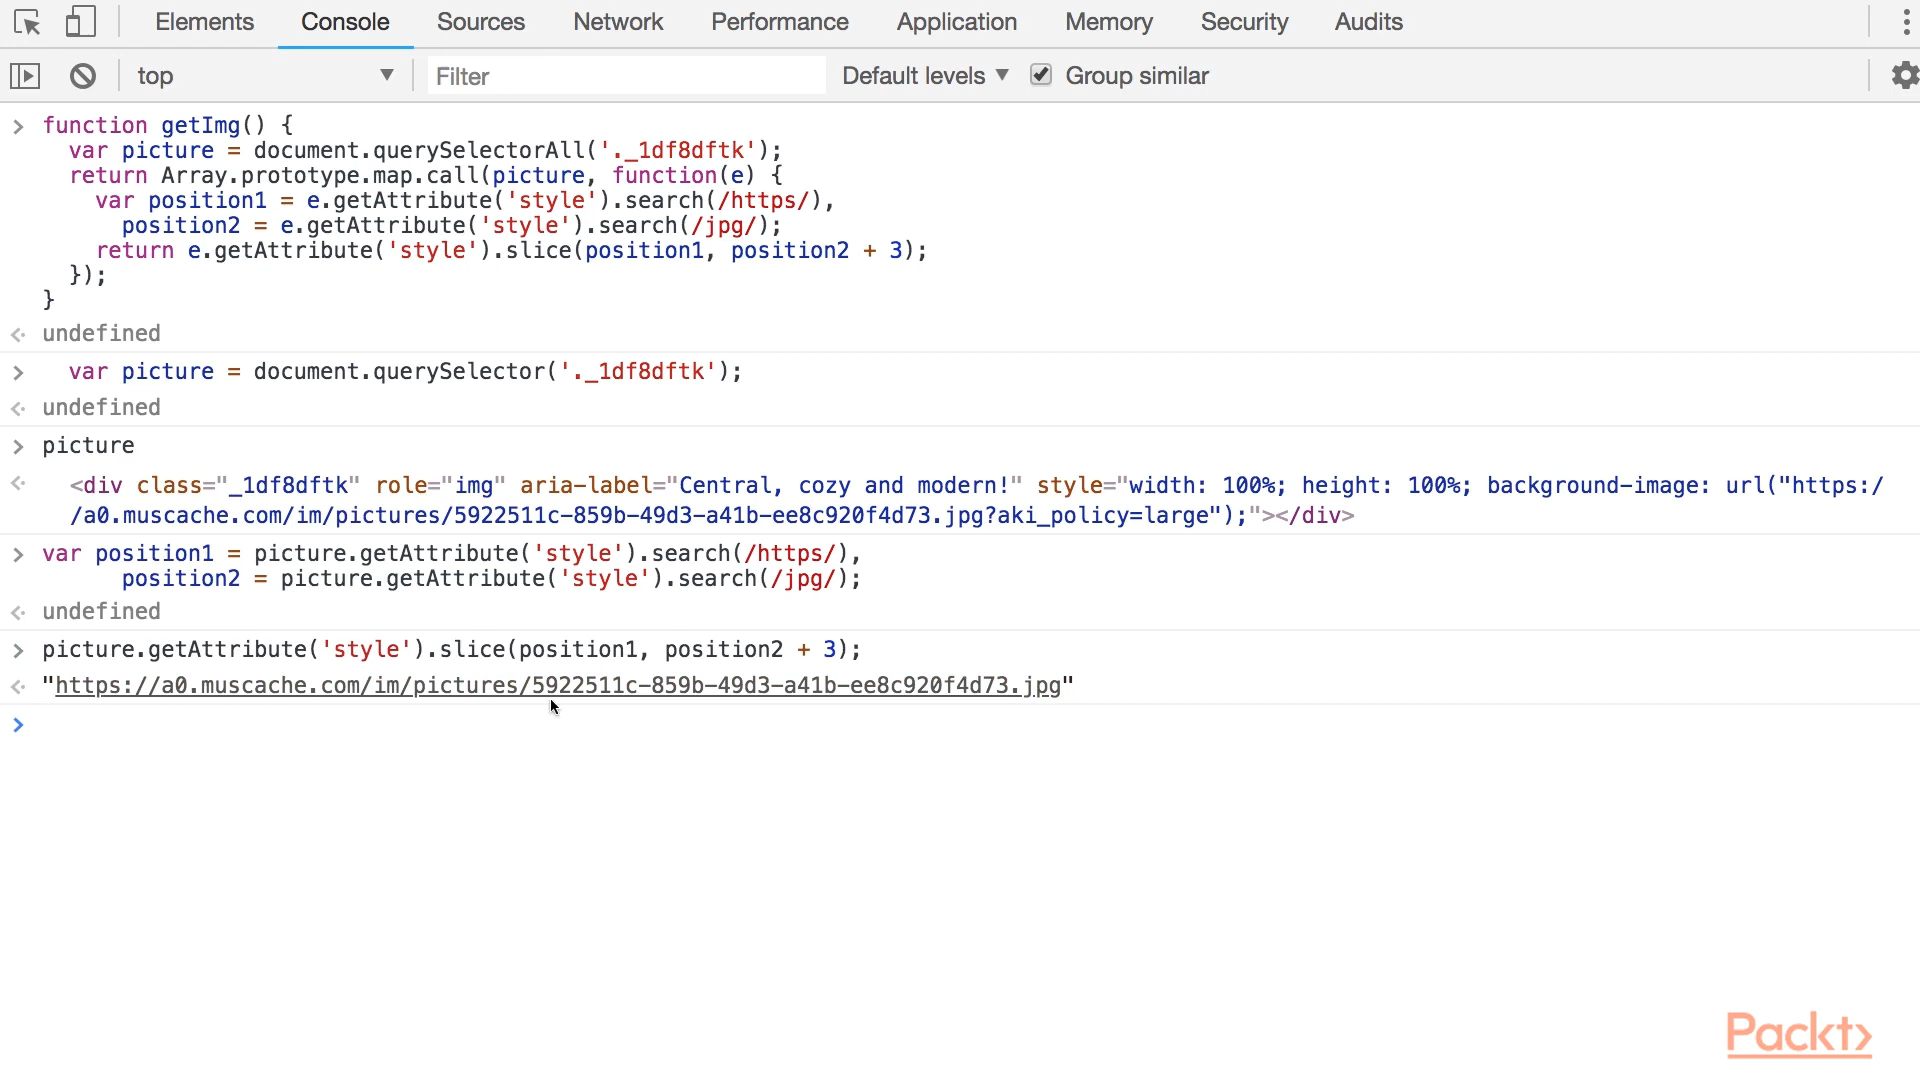 Elements Console Sources Network Performance Application Memory Security Audits
top Filter Default levels Group similar
> function getImg() {
var picture = document.querySelectorAll('._1df8dftk');
return Array.prototype.map.call(picture, function(e) {
var position1 = e.getAttribute('style').search(/https/),
position2 = e.getAttribute('style').search(/jpg/);
return e.getAttribute('style').slice(position1, position2 + 3);
});
}
undefined
> var picture = document.querySelector('._1df8dftk');
undefined
> picture
<div class="_1df8dftk" role="img" aria-label="Central, cozy and modern!" style="width: 100%; height: 100%; background-image: url("https:/
/a0.muscache.com/im/pictures/5922511c-859b-49d3-a41b-ee8c920f4d73.jpg?aki_policy=large");"></div>
> var position1 = picture.getAttribute('style').search(/https/),
position2 = picture.getAttribute('style').search(/jpg/);
undefined
> picture.getAttribute('style').slice(position1, position2 + 3);
"https://a0.muscache.com/im/pictures/5922511c-859b-49d3-a41b-ee8c920f4d73.jpg"
>
Packt>